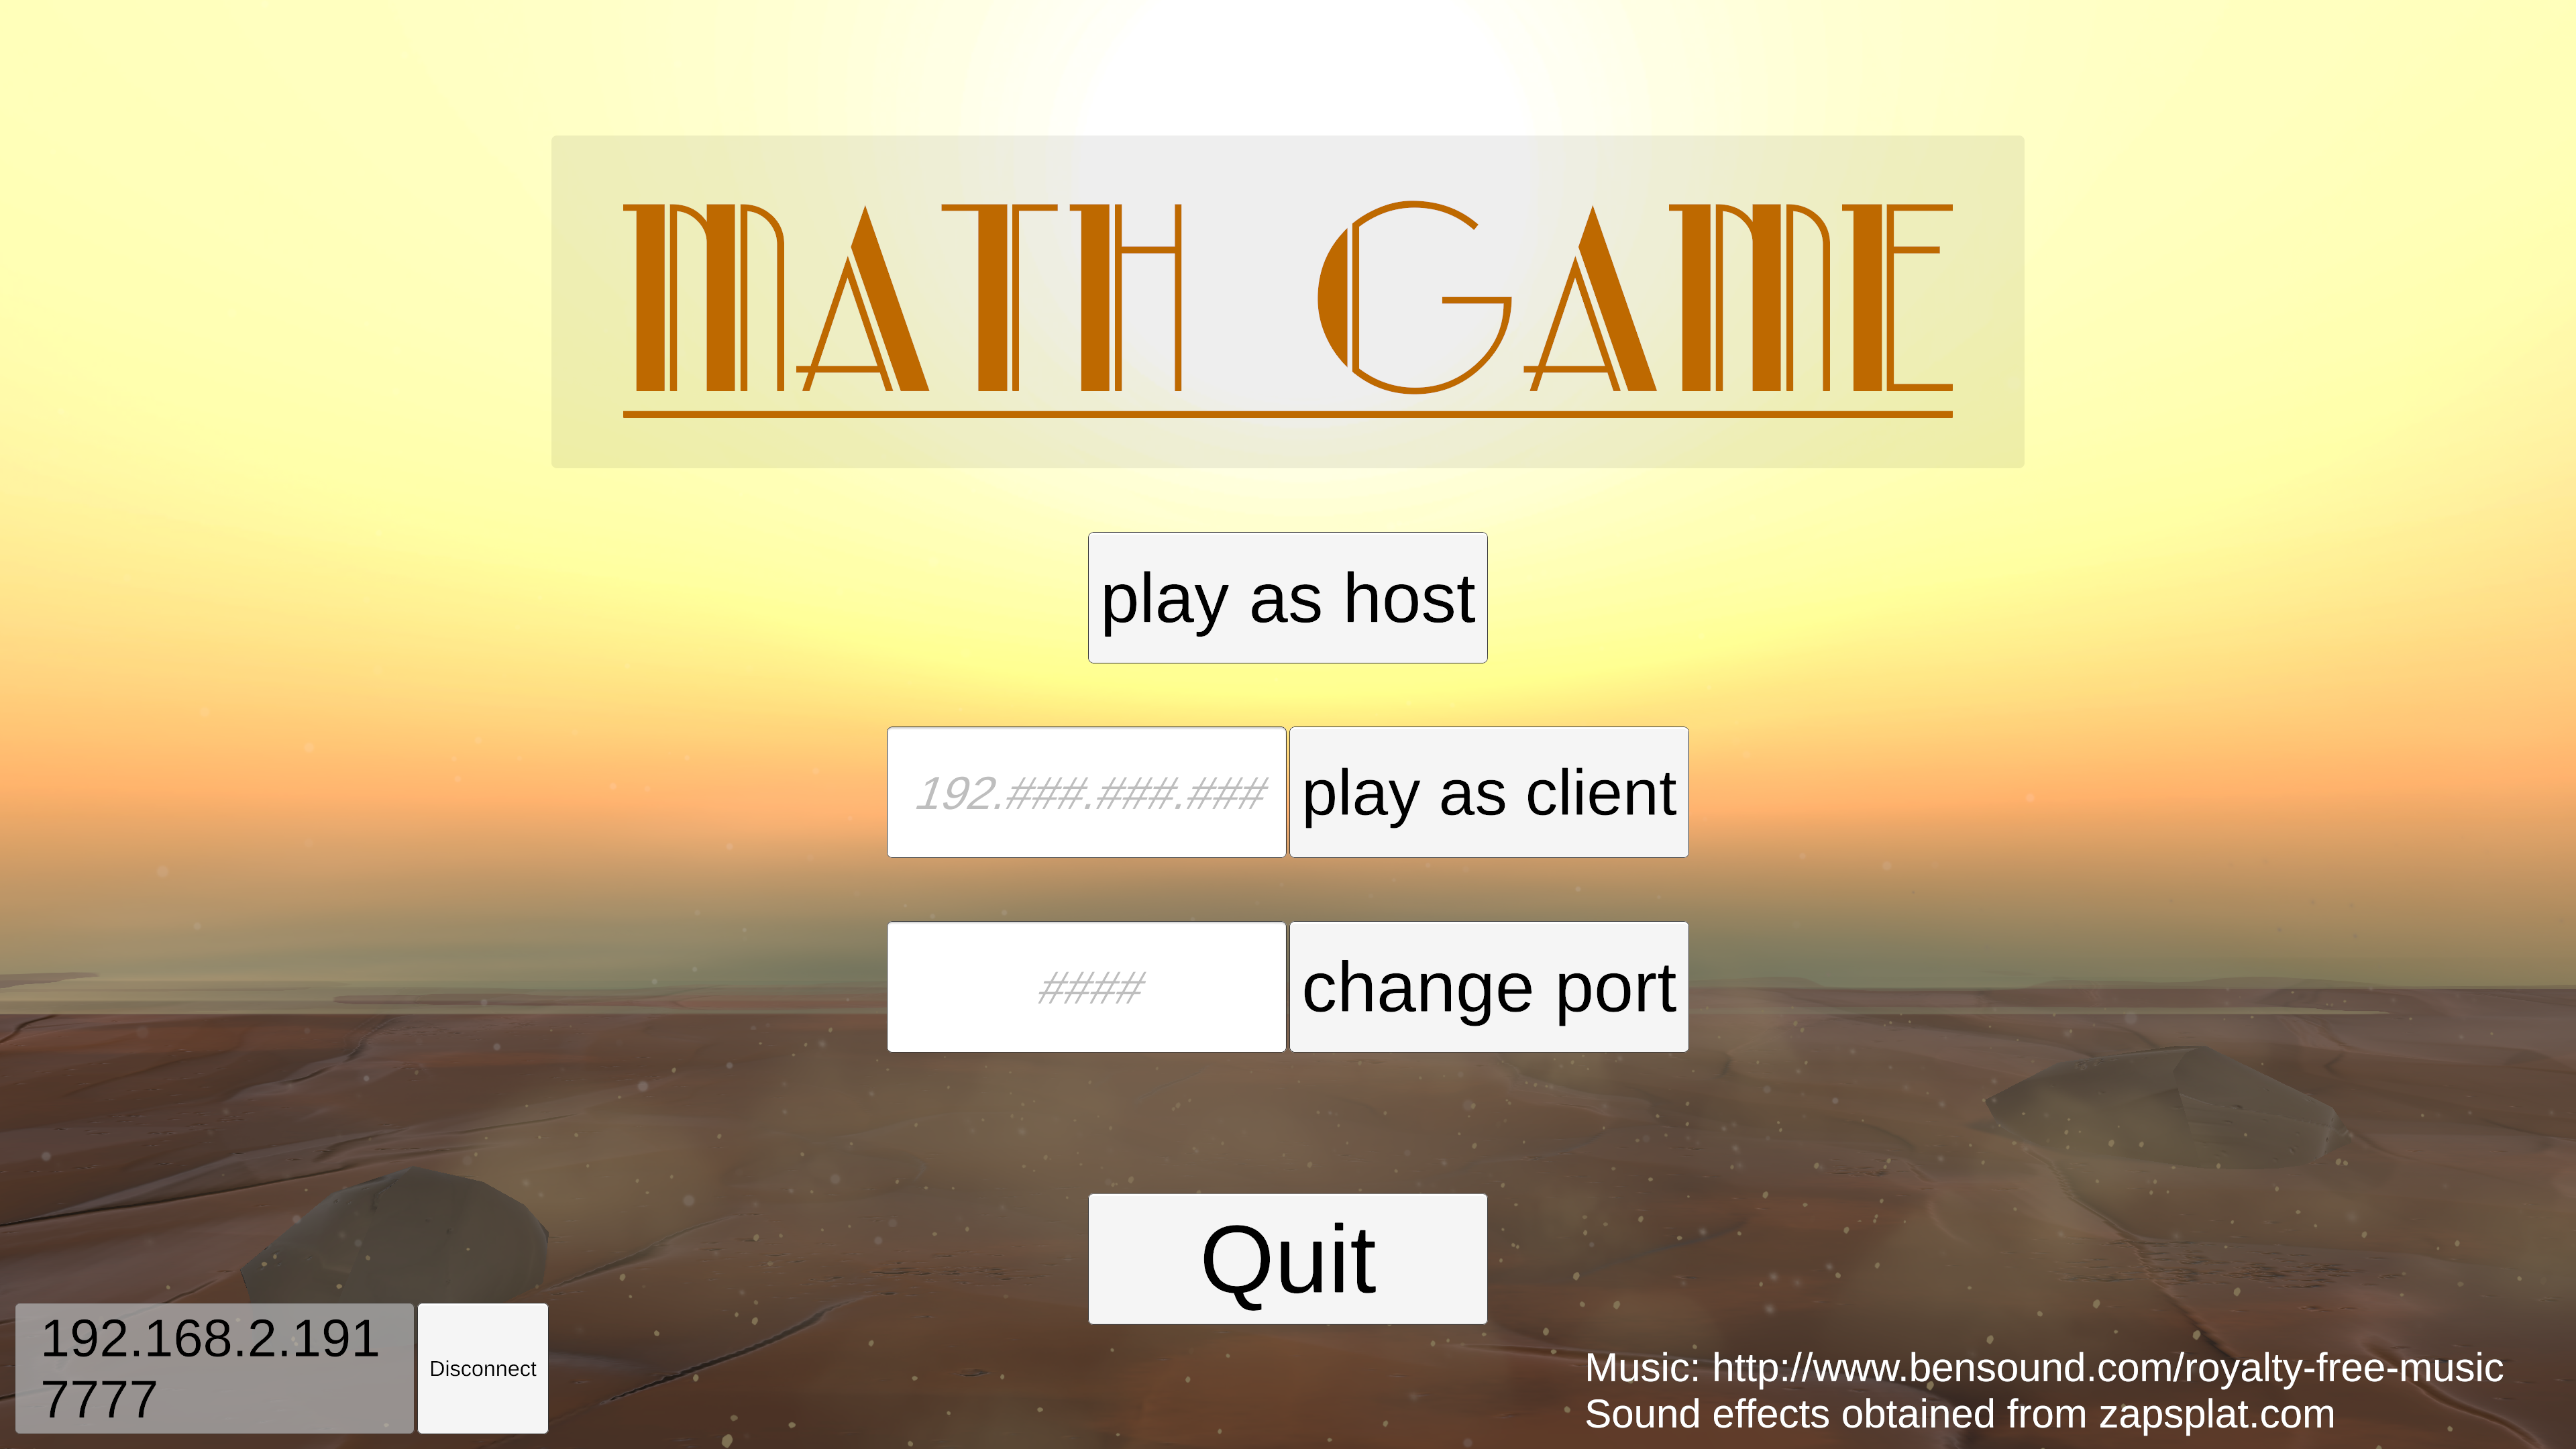 MATH GAME
play as host
192.###.###.###
play as client
####
change port
Quit
192.168.2.191
7777
Disconnect
Music: http://www.bensound.com/royalty-free-music
Sound effects obtained from zapsplat.com